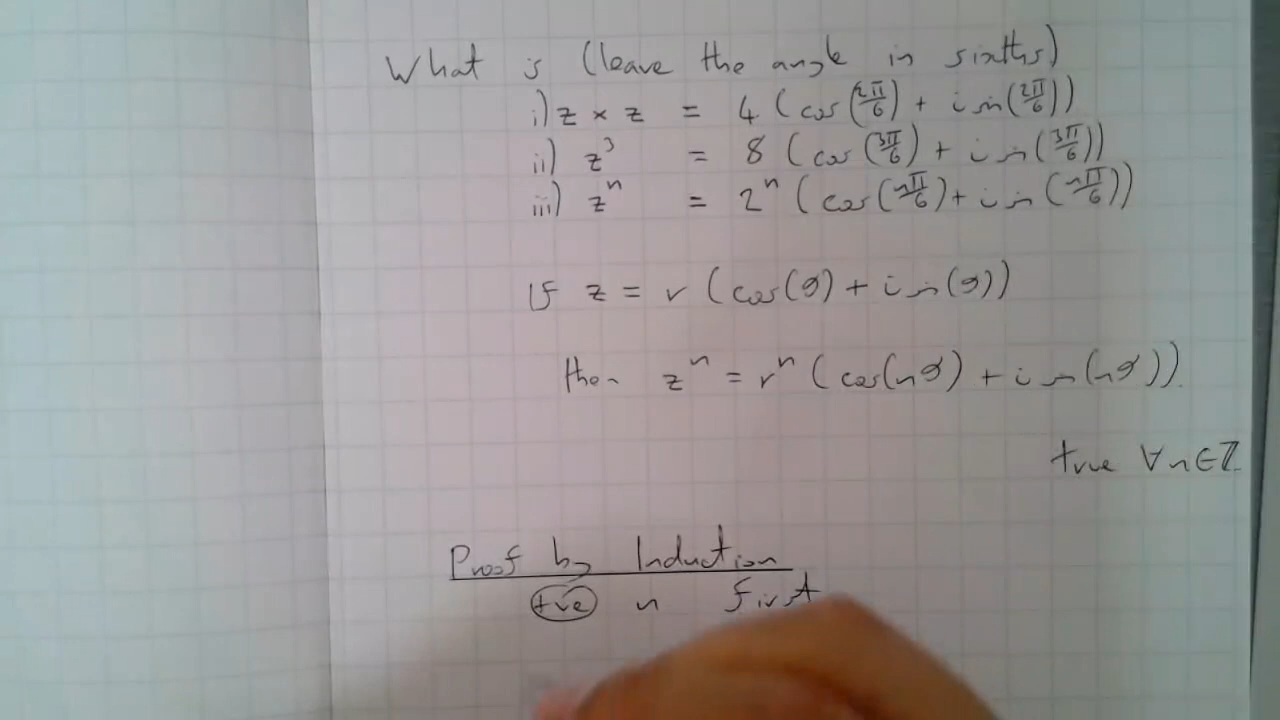 What is (leave the angle in sixths)
i) z × z = 4 (cos(2π/6) + i sin(2π/6))
ii) z³ = 8 (cos(3π/6) + i sin(3π/6))
iii) zⁿ = 2ⁿ (cos(nπ/6) + i sin(nπ/6))
If z = r (cos(θ) + i sin(θ))
then zⁿ = rⁿ (cos(nθ) + i sin(nθ)).
true ∀n∈ℤ
Proof by Induction
+ve n first